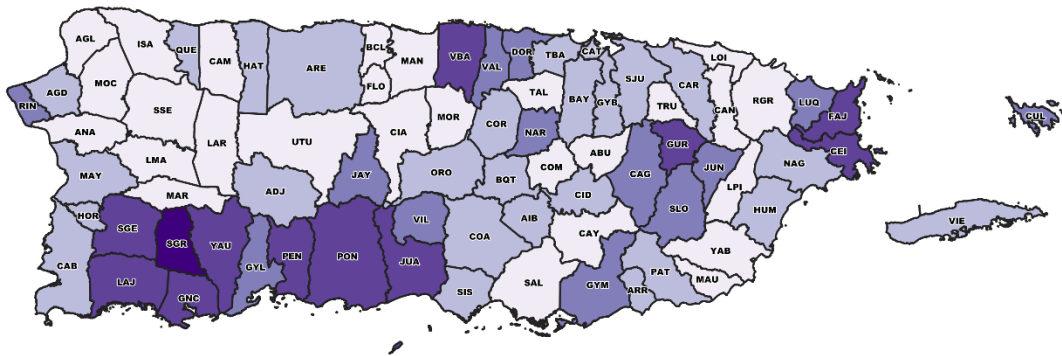 AGL
ISA
QUE
CAM
HAT
ARE
BCL
MAN
VBA
VAL
DOR
TBA
CAT
LOI
MOC
AGD
RIN
FLO
TAL
BAY
GYB
SJU
CAR
TRU
CAN
RGR
LUQ
FAJ
CUL
SSE
ANA
LAR
UTU
CIA
MOR
COR
NAR
COM
ABU
GUR
CEI
LMA
MAY
MAR
ADJ
JAY
ORO
BQT
CID
CAG
JUN
LPI
NAG
HUM
HOR
SGE
SGR
YAU
GYL
PEN
PON
JUA
VIL
COA
AIB
CAY
SLO
YAB
VIE
CAB
LAJ
GNC
SIS
SAL
GYM
ARR
PAT
MAU